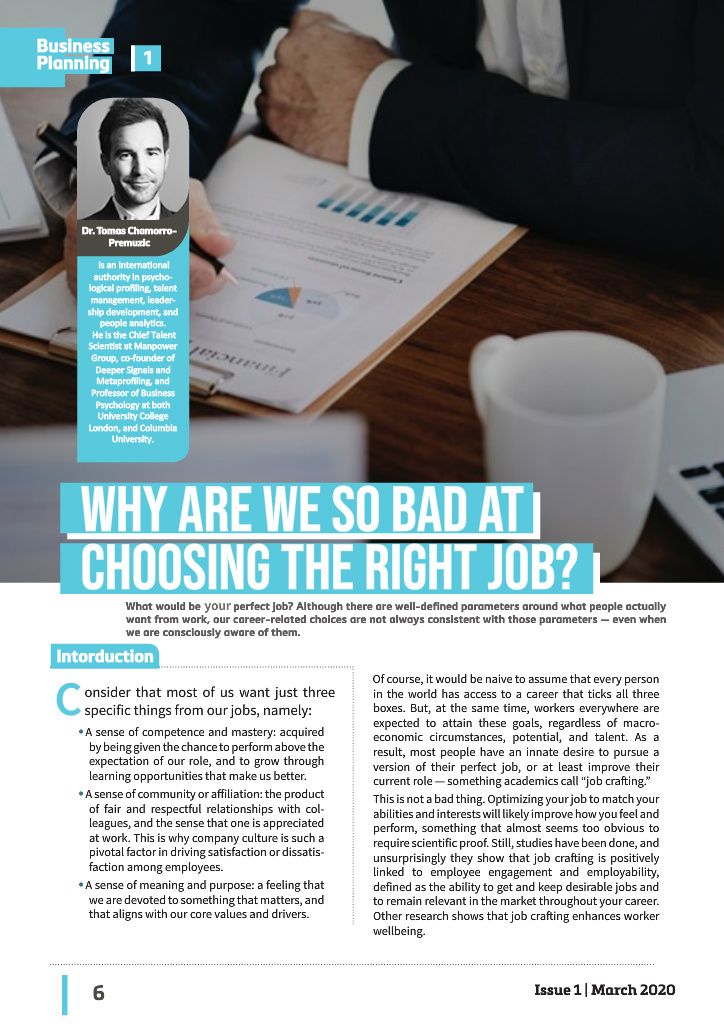 Business
Planning
1
Dr. Tomas Chamorro-
Premuzic
is an international
authority in psycho-
logical profiling, talent
management, leader-
ship development, and
people analytics.
He is the Chief Talent
Scientist at Manpower
Group, co-founder of
Deeper Signals and
Metaprofiling, and
Professor of Business
Psychology at both
University College
London, and Columbia
University.
Financial
WHY ARE WE SO BAD AT
CHOOSING THE RIGHT JOB?
What would be your perfect job? Although there are well-defined parameters around what people actually
want from work, our career-related choices are not always consistent with those parameters — even when
we are consciously aware of them.
Intorduction
Consider that most of us want just three
specific things from our jobs, namely:
• A sense of competence and mastery: acquired
by being given the chance to perform above the
expectation of our role, and to grow through
learning opportunities that make us better.
• A sense of community or affiliation: the product
of fair and respectful relationships with col-
leagues, and the sense that one is appreciated
at work. This is why company culture is such a
pivotal factor in driving satisfaction or dissatis-
faction among employees.
• A sense of meaning and purpose: a feeling that
we are devoted to something that matters, and
that aligns with our core values and drivers.
Of course, it would be naive to assume that every person
in the world has access to a career that ticks all three
boxes. But, at the same time, workers everywhere are
expected to attain these goals, regardless of macro-
economic circumstances, potential, and talent. As a
result, most people have an innate desire to pursue a
version of their perfect job, or at least improve their
current role — something academics call “job crafting.”
This is not a bad thing. Optimizing your job to match your
abilities and interests will likely improve how you feel and
perform, something that almost seems too obvious to
require scientific proof. Still, studies have been done, and
unsurprisingly they show that job crafting is positively
linked to employee engagement and employability,
defined as the ability to get and keep desirable jobs and
to remain relevant in the market throughout your career.
Other research shows that job crafting enhances worker
wellbeing.
6
Issue 1 | March 2020